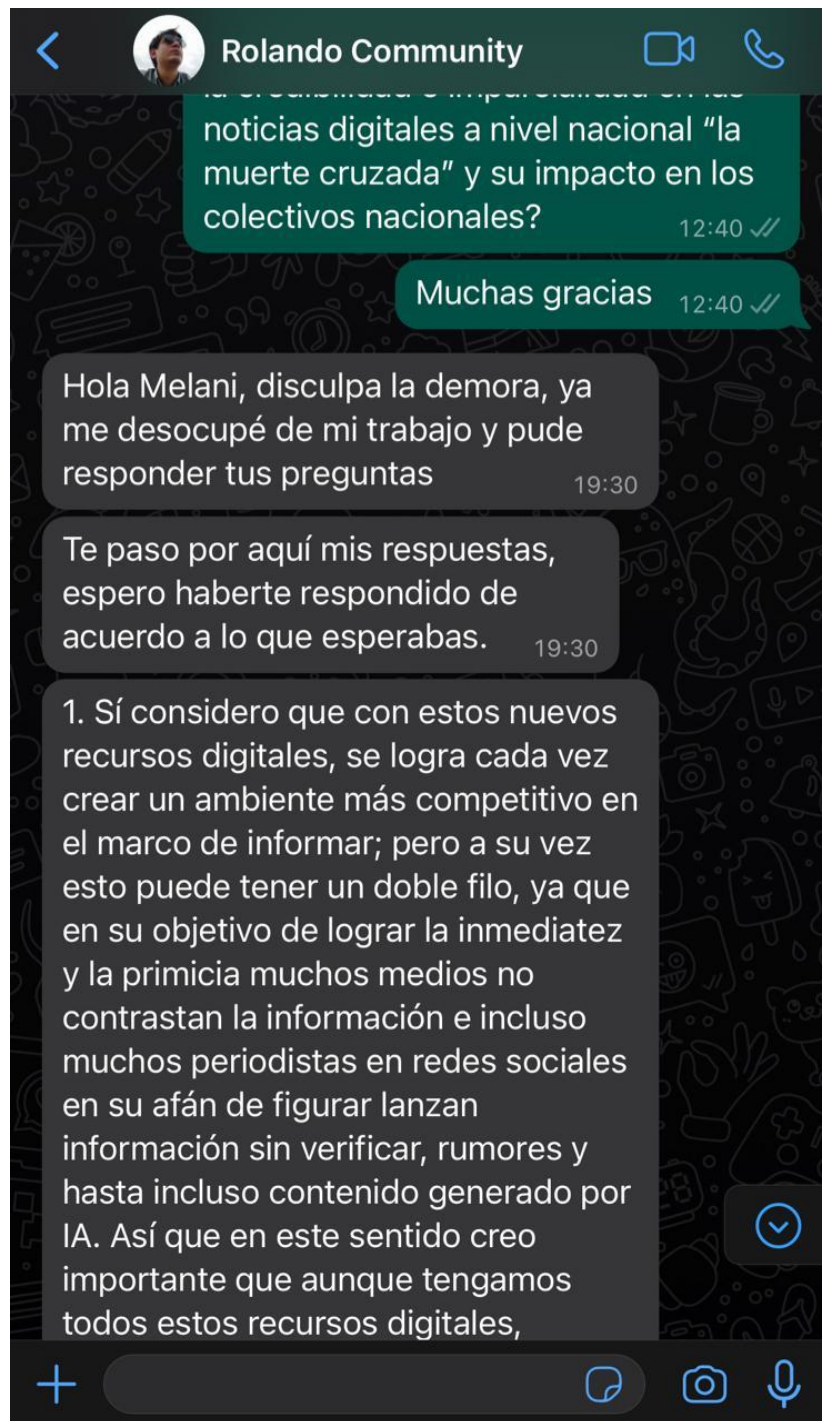 Rolando Community
noticias digitales a nivel nacional “la
muerte cruzada” y su impacto en los
colectivos nacionales?
12:40
Muchas gracias
12:40
Hola Melani, disculpa la demora, ya
me desocupé de mi trabajo y pude
responder tus preguntas
19:30
Te paso por aquí mis respuestas,
espero haberte respondido de
acuerdo a lo que esperabas.
19:30
1. Sí considero que con estos nuevos
recursos digitales, se logra cada vez
crear un ambiente más competitivo en
el marco de informar; pero a su vez
esto puede tener un doble filo, ya que
en su objetivo de lograr la inmediatez
y la primicia muchos medios no
contrastan la información e incluso
muchos periodistas en redes sociales
en su afán de figurar lanzan
información sin verificar, rumores y
hasta incluso contenido generado por
IA. Así que en este sentido creo
importante que aunque tengamos
todos estos recursos digitales,